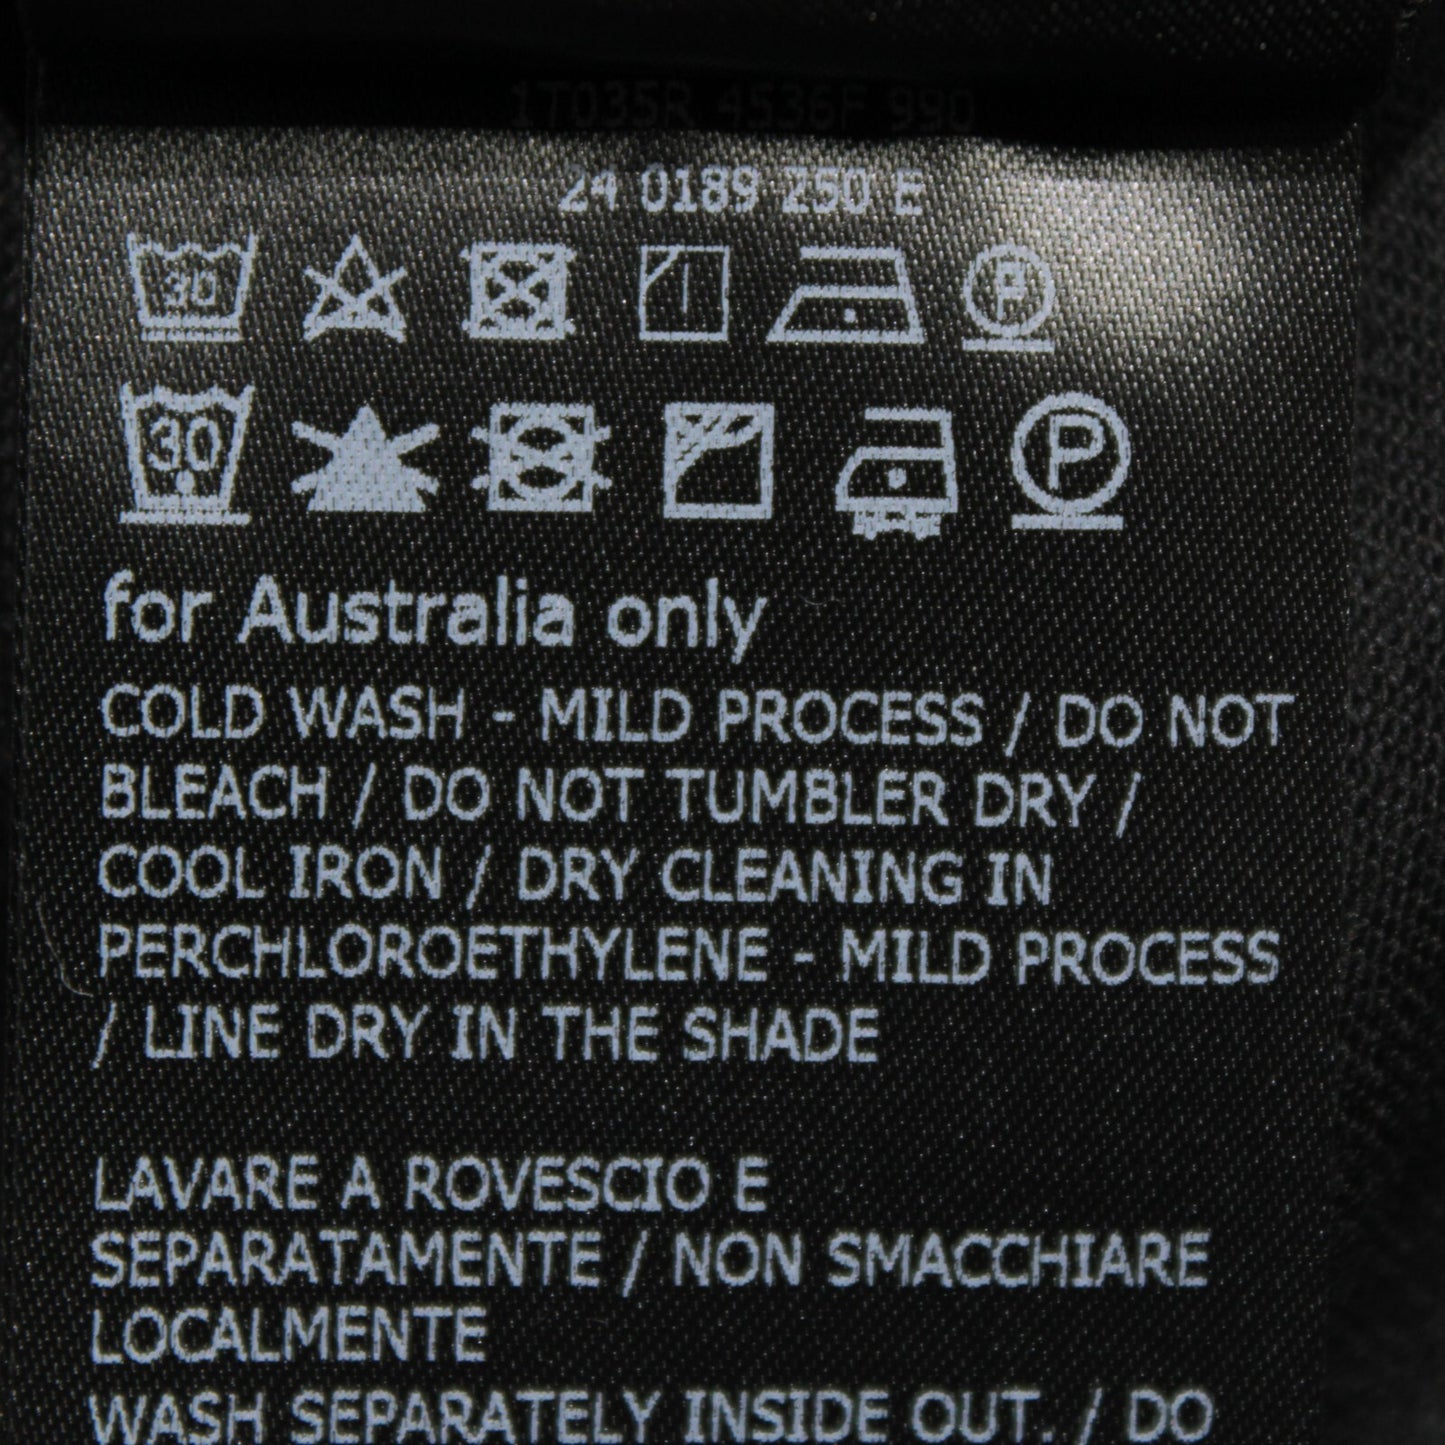 1T035R 4536F 990
24 0189 250 E
30 P
30 P
for Australia only
COLD WASH - MILD PROCESS / DO NOT
BLEACH / DO NOT TUMBLER DRY /
COOL IRON / DRY CLEANING IN
PERCHLOROETHYLENE - MILD PROCESS
/ LINE DRY IN THE SHADE
LAVARE A ROVESCIO E
SEPARATAMENTE / NON SMACCHIARE
LOCALMENTE
WASH SEPARATELY INSIDE OUT. / DO